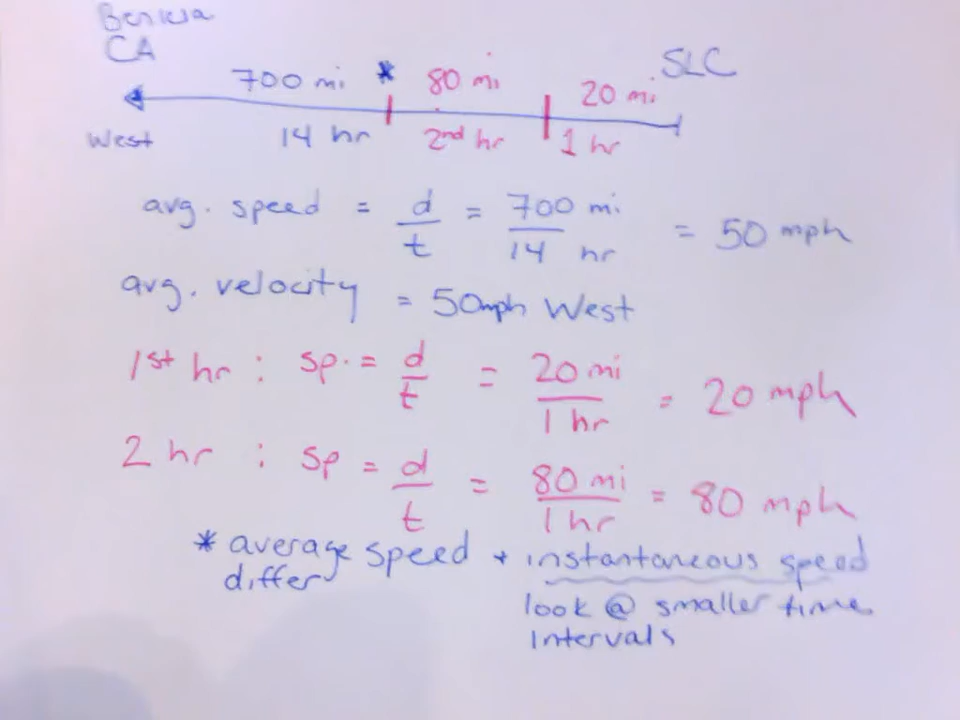 Benicia
CA
SLC
700 mi * 80 mi 20 mi
West 14 hr 2nd hr 1 hr
avg. speed = d/t = 700 mi/14 hr = 50 mph
avg. velocity = 50mph West
1st hr : sp. = d/t = 20 mi/1 hr = 20 mph
2 hr : sp = d/t = 80 mi/1 hr = 80 mph
* average speed + instantaneous speed
differ
look @ smaller time
intervals